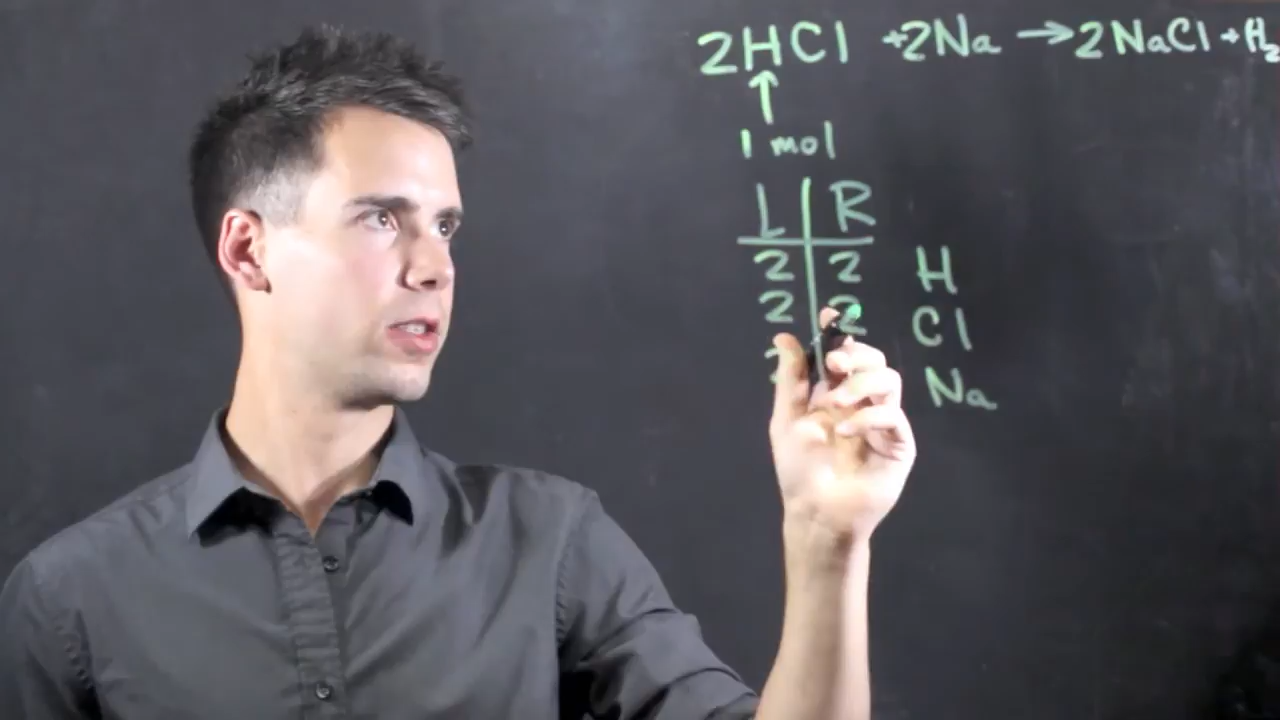 2HCl +2Na → 2NaCl + H₂
↑
1 mol
L R
2 2 H
2 2 Cl
Na